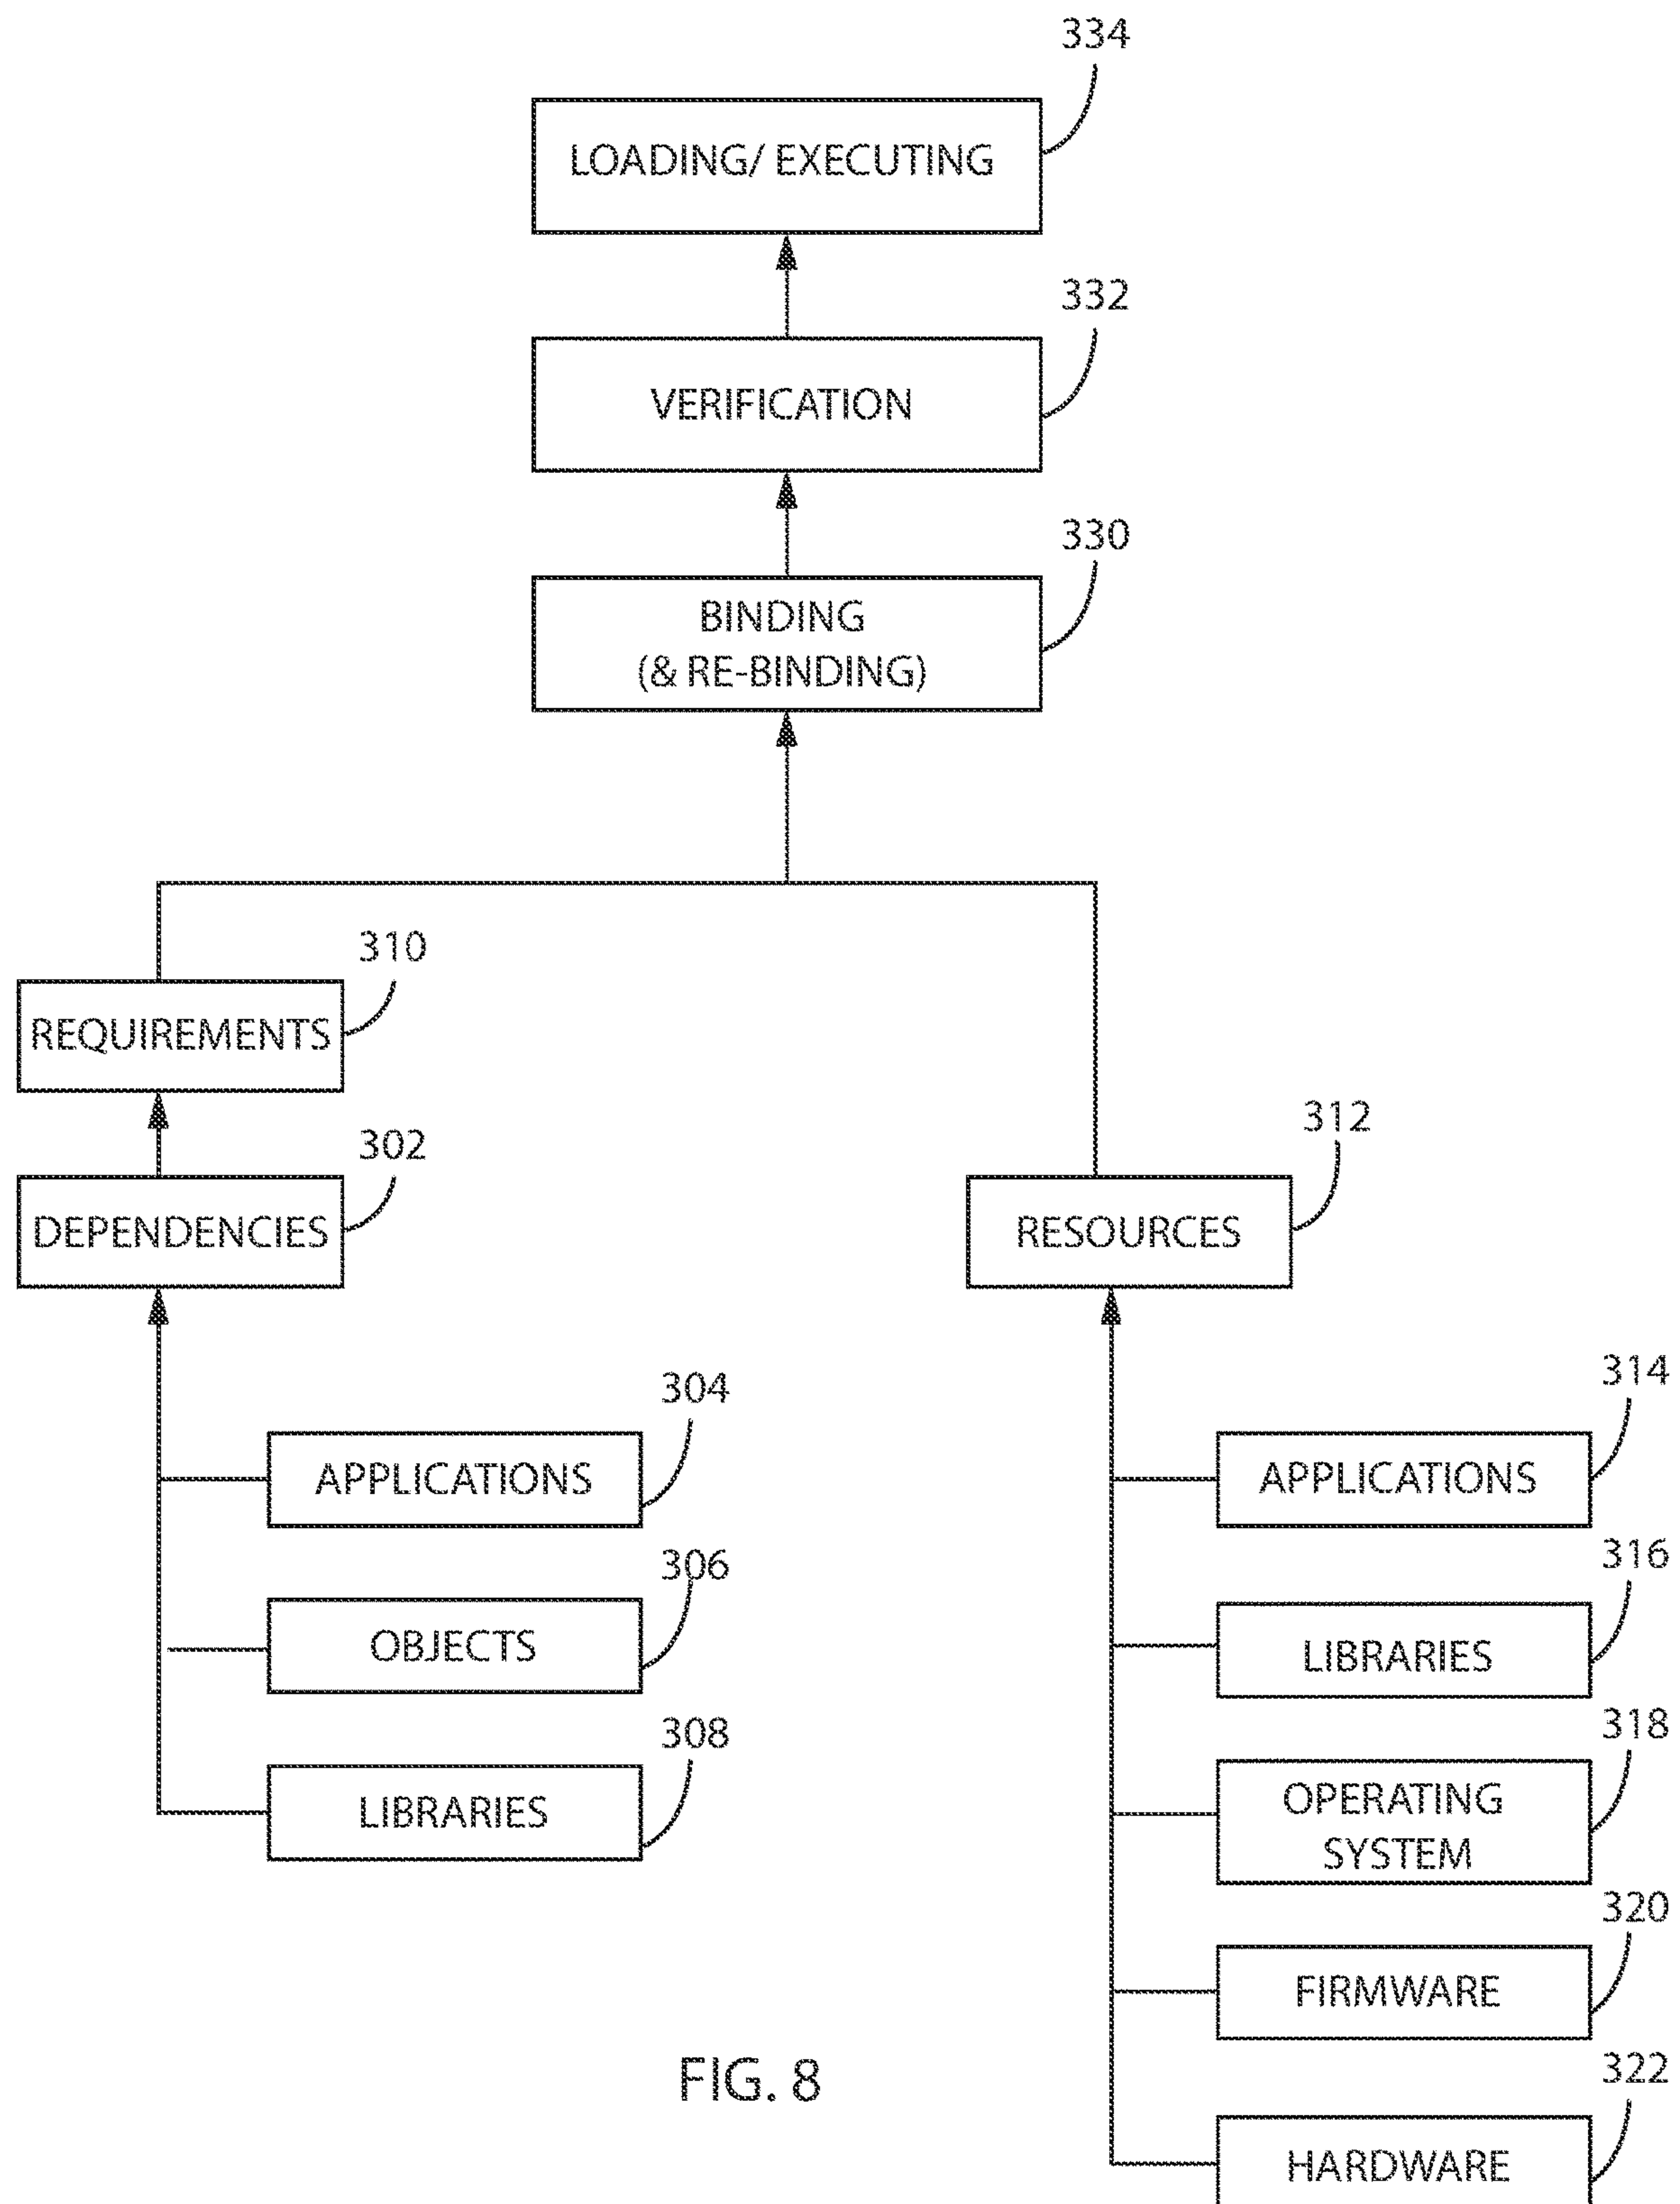 334
LOADING/ EXECUTING
332
VERIFICATION
330
BINDING
(& RE-BINDING)
310
REQUIREMENTS
302
DEPENDENCIES
312
RESOURCES
304
APPLICATIONS
306
OBJECTS
308
LIBRARIES
314
APPLICATIONS
316
LIBRARIES
318
OPERATING
SYSTEM
320
FIRMWARE
322
HARDWARE
FIG. 8